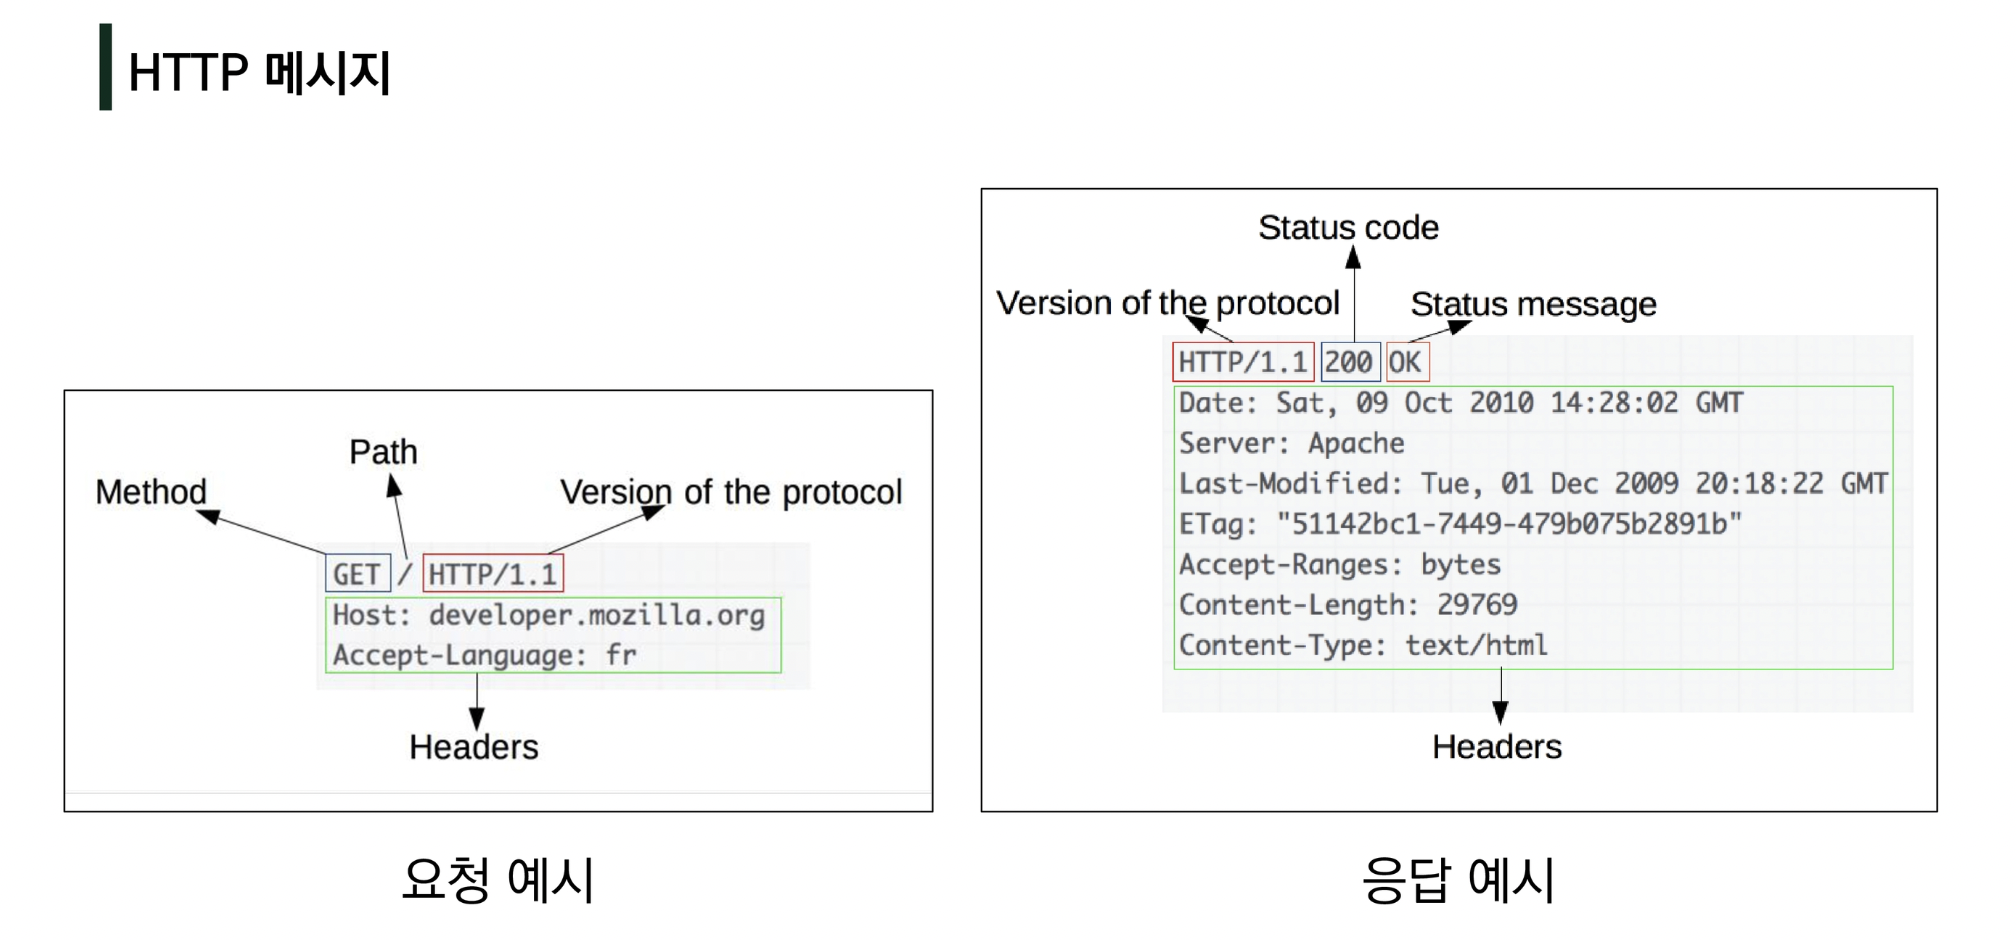 HTTP 메시지
Path
Method
Version of the protocol
GET / HTTP/1.1
Host: developer.mozilla.org
Accept-Language: fr
Headers
요청 예시
Status code
Version of the protocol
Status message
HTTP/1.1 200 OK
Date: Sat, 09 Oct 2010 14:28:02 GMT
Server: Apache
Last-Modified: Tue, 01 Dec 2009 20:18:22 GMT
ETag: "51142bc1-7449-479b075b2891b"
Accept-Ranges: bytes
Content-Length: 29769
Content-Type: text/html
Headers
응답 예시